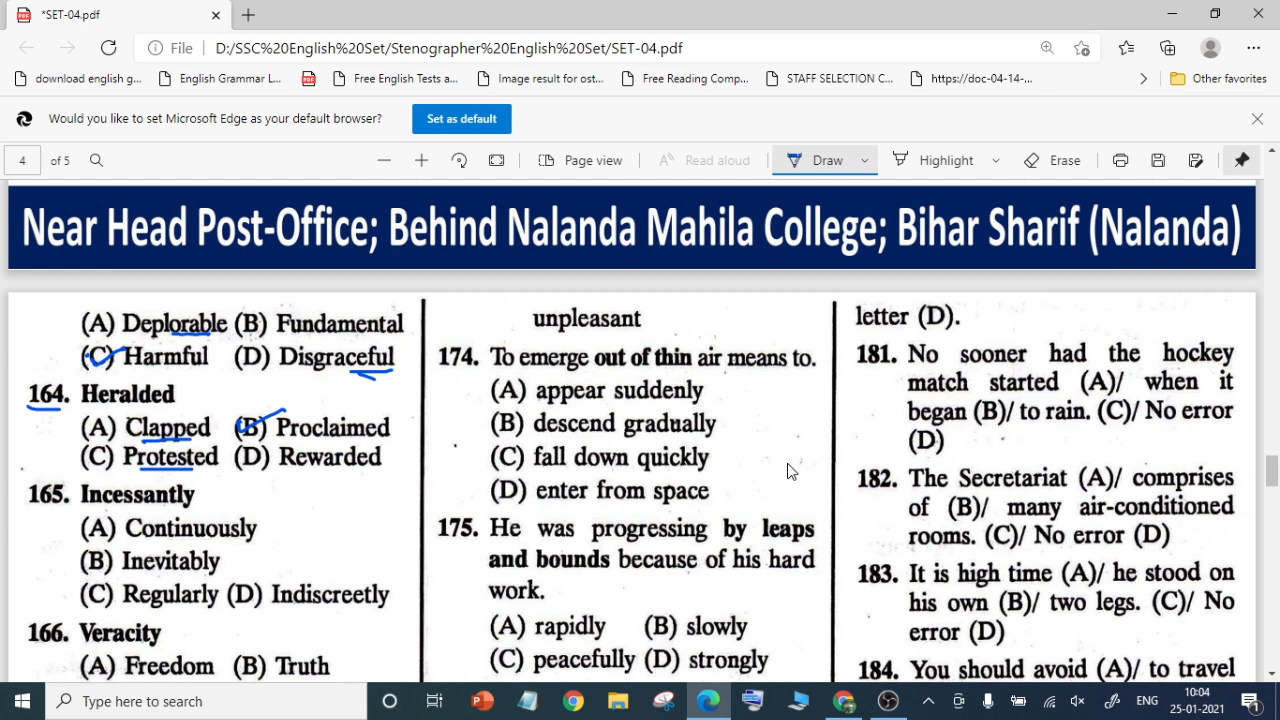 *SET-04.pdf
File D:/SSC%20English%20Set/Stenographer%20English%20Set/SET-04.pdf
download english g... English Grammar L... Free English Tests a... Image result for ost... Free Reading Comp... STAFF SELECTION C... https://doc-04-14-... Other favorites
Would you like to set Microsoft Edge as your default browser? Set as default
4 of 5 Page view Read aloud Draw Highlight Erase
Near Head Post-Office; Behind Nalanda Mahila College; Bihar Sharif (Nalanda)
(A) Deplorable (B) Fundamental
(C) Harmful (D) Disgraceful
164. Heralded
(A) Clapped (B) Proclaimed
(C) Protested (D) Rewarded
165. Incessantly
(A) Continuously
(B) Inevitably
(C) Regularly (D) Indiscreetly
166. Veracity
(A) Freedom (B) Truth
unpleasant
174. To emerge out of thin air means to.
(A) appear suddenly
(B) descend gradually
(C) fall down quickly
(D) enter from space
175. He was progressing by leaps
and bounds because of his hard
work.
(A) rapidly (B) slowly
(C) peacefully (D) strongly
letter (D).
181. No sooner had the hockey
match started (A)/ when it
began (B)/ to rain. (C)/ No error
(D)
182. The Secretariat (A)/ comprises
of (B)/ many air-conditioned
rooms. (C)/ No error (D)
183. It is high time (A)/ he stood on
his own (B)/ two legs. (C)/ No
error (D)
184. You should avoid (A)/ to travel
Type here to search
ENG
10:04
25-01-2021